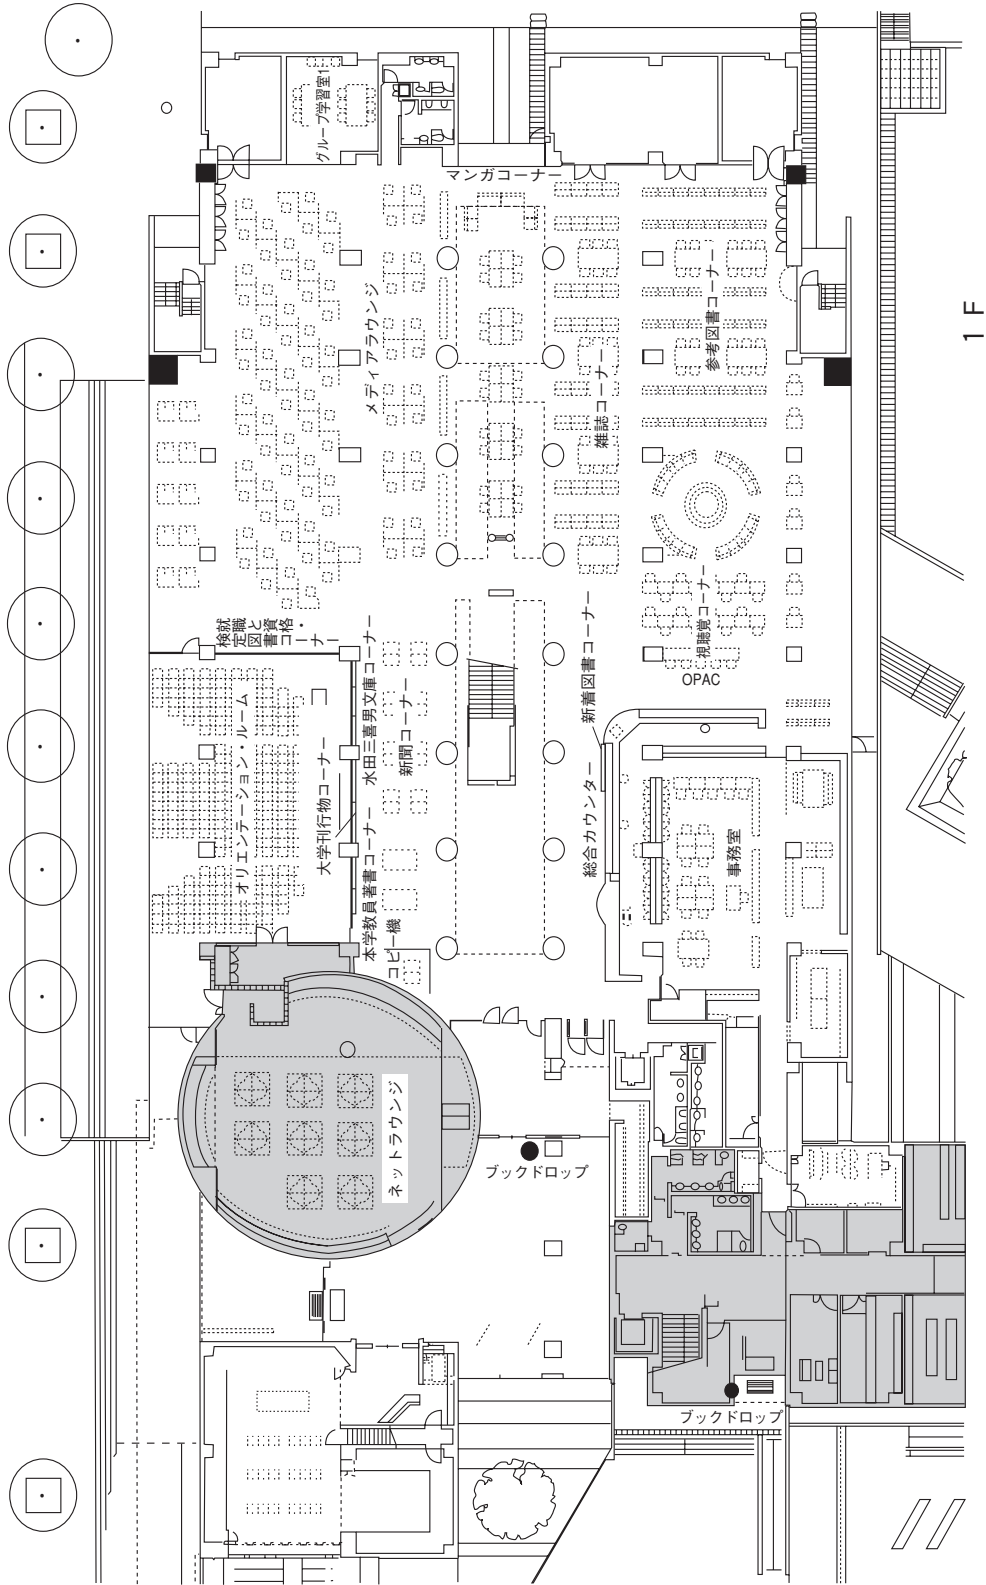 グループ学習室1
マンガコーナー
メディアラウンジ
参考図書コーナー
雑誌コーナー
1F
視聴覚コーナー
OPAC
就職と資格・
検定図書コーナー
新着図書コーナー
水田三喜男文庫コーナー
新聞コーナー
オリエンテーション・ルーム
大学刊行物コーナー
本学教員著書コーナー
総合カウンター
事務室
コピー機
ネットラウンジ
ブックドロップ
ブックドロップ